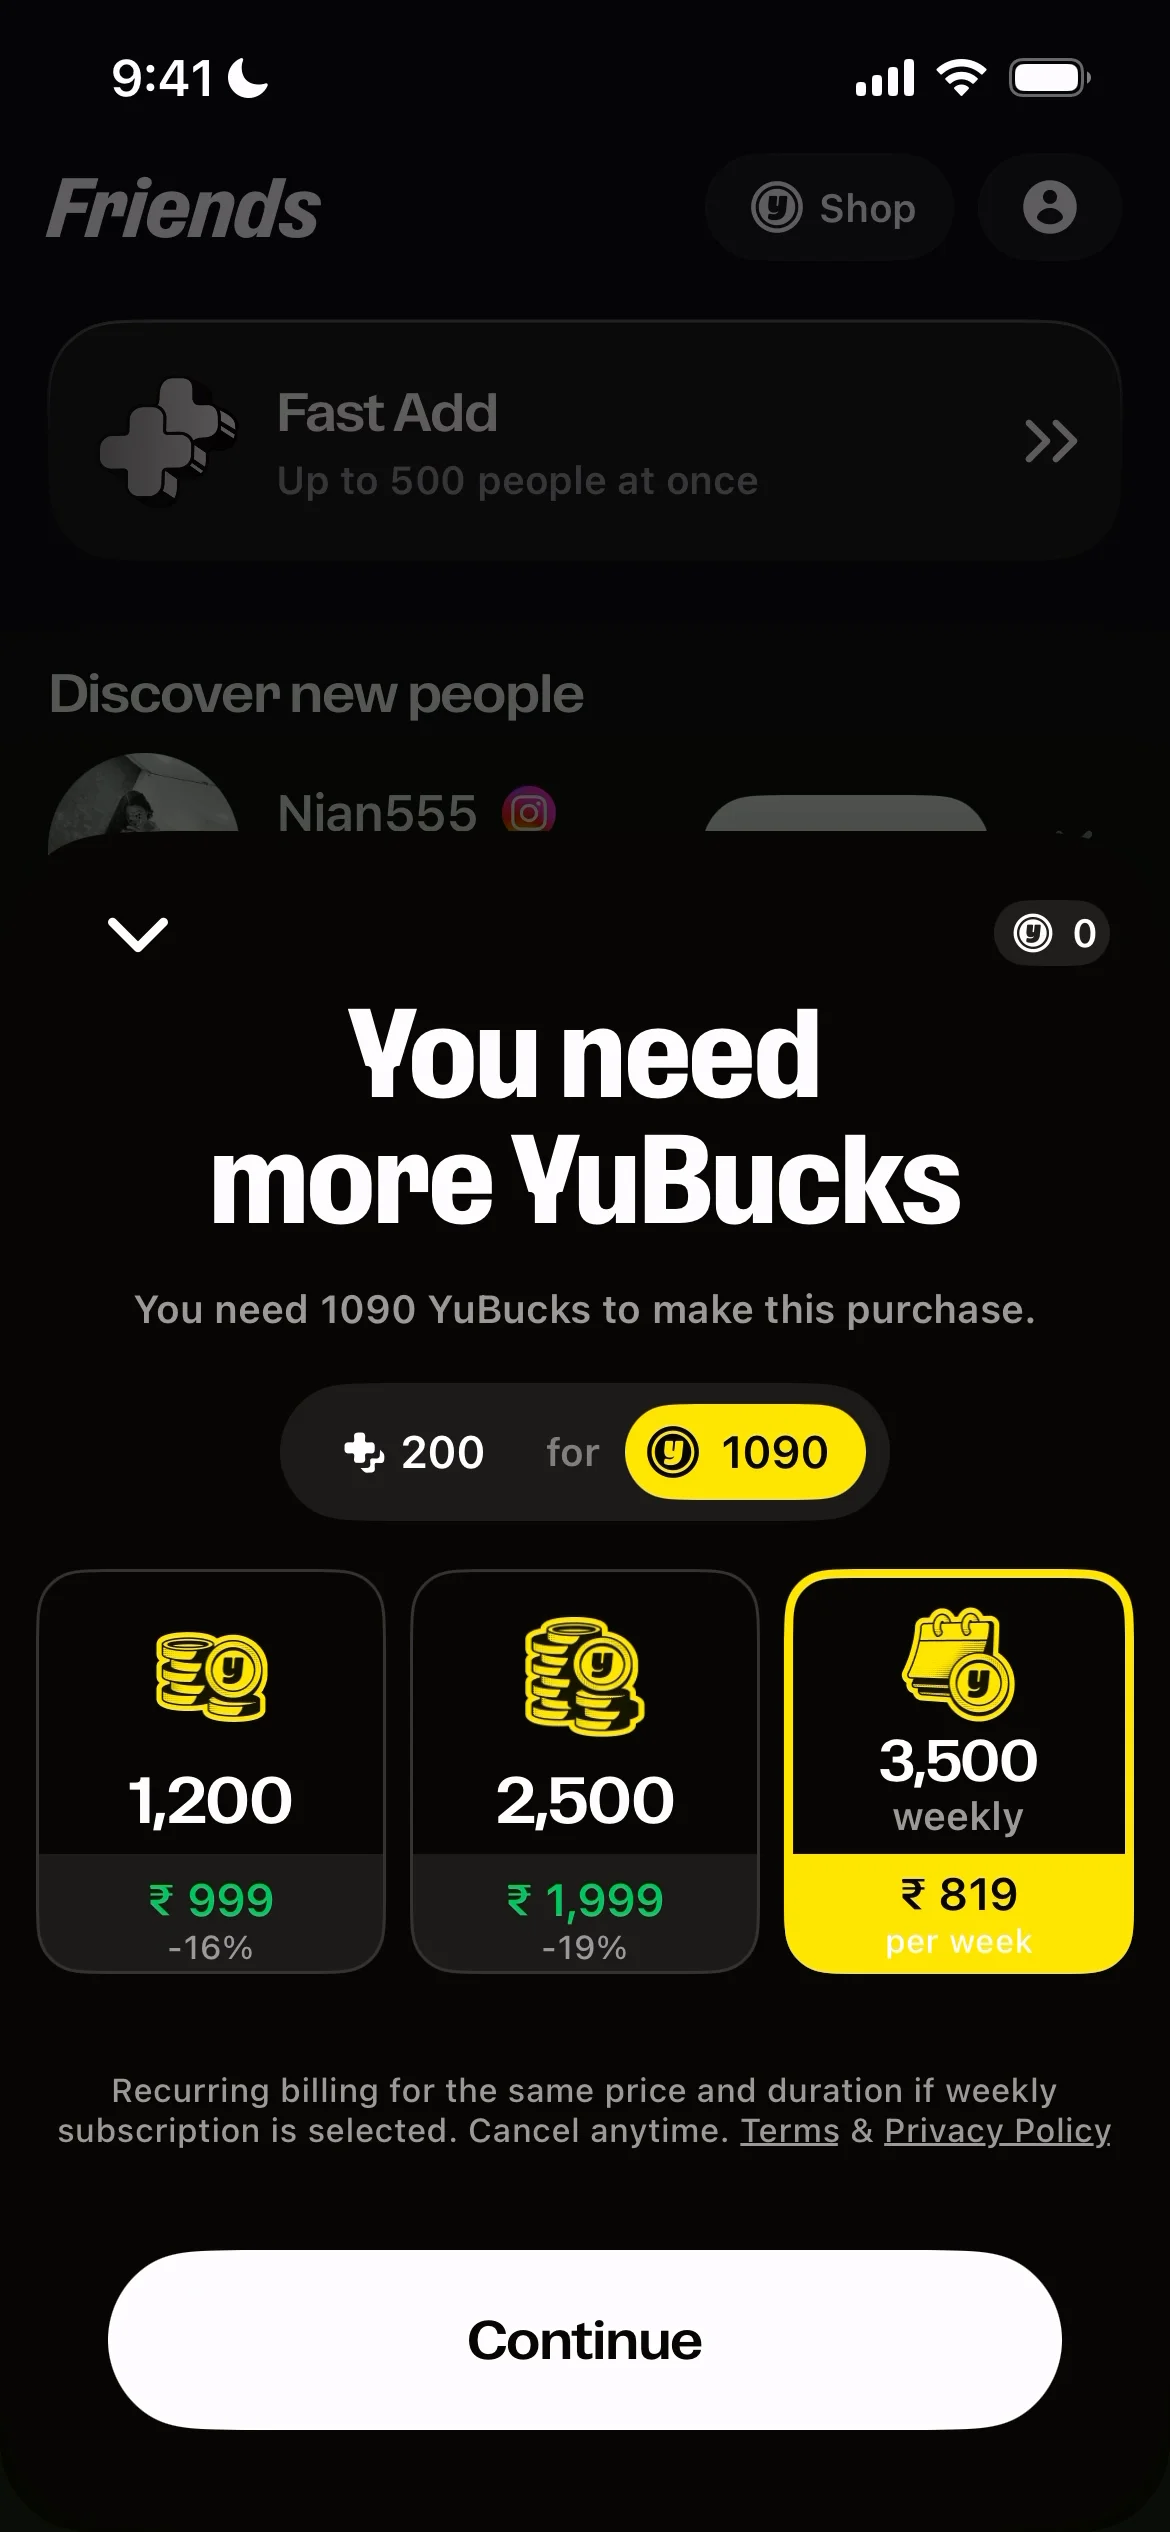 9:41
Friends
Shop
Fast Add
Up to 500 people at once
Discover new people
Nian555
0
You need
more YuBucks
You need 1090 YuBucks to make this purchase.
200 for 1090
1,200
₹ 999
-16%
2,500
₹ 1,999
-19%
3,500
weekly
₹ 819
per week
Recurring billing for the same price and duration if weekly
subscription is selected. Cancel anytime. Terms & Privacy Policy
Continue